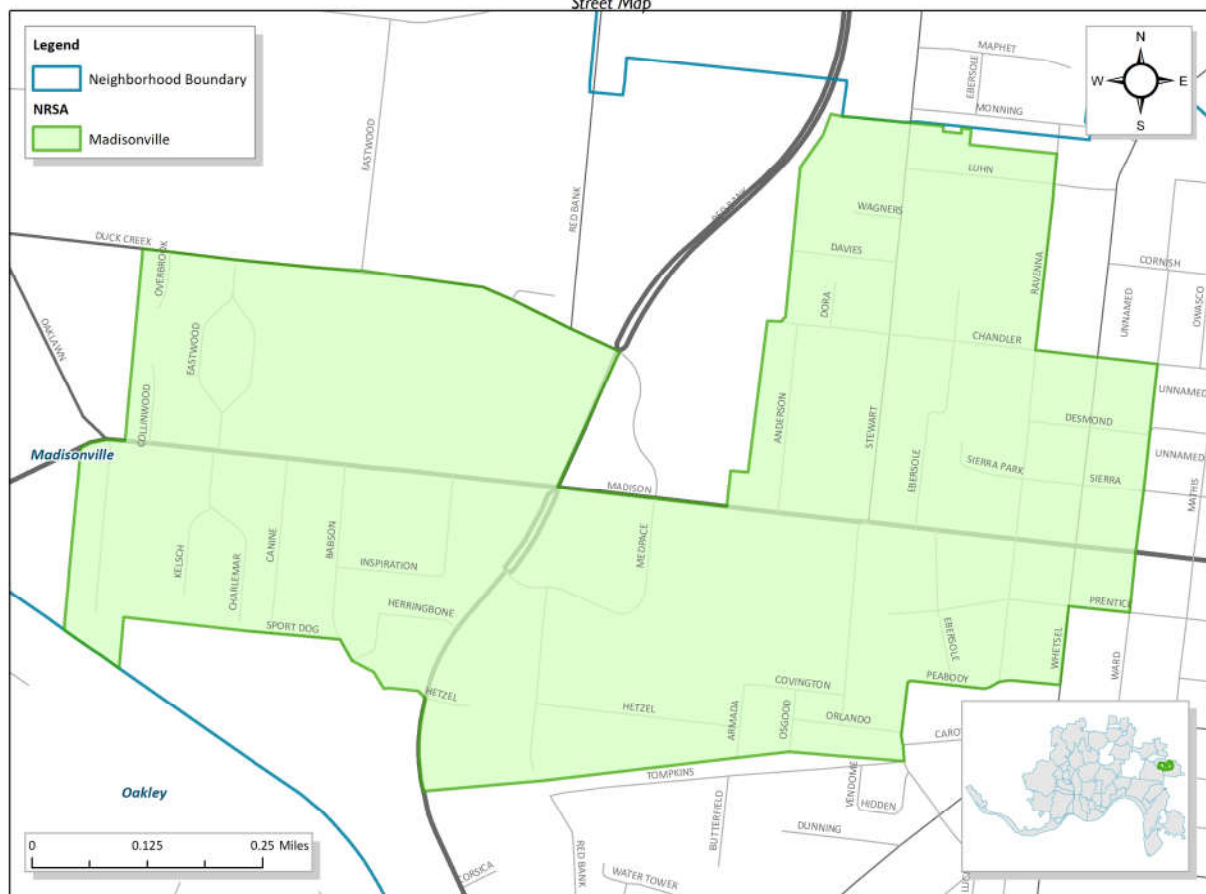 Street Map
Legend
Neighborhood Boundary
NRSA
Madisonville
N
W
E
S
MAPHET
EBERSOLE
MONNING
EASTWOOD
RED BANK
RED BANK
LUHN
WAGNERS
DUCK CREEK
OVERBROOK
DAVIES
RAVENNA
CORNISH
UNNAMED
OWASCO
DORA
OAKLAWN
EASTWOOD
CHANDLER
COLLINWOOD
ANDERSON
STEWART
EBERSOLE
DESMOND
UNNAMED
Madisonville
SIERRA PARK
SIERRA
UNNAMED
MATHIS
MADISON
MEDPACE
KELSCH
CHARLEMAR
CANINE
BABSON
INSPIRATION
HERRINGBONE
SPORT DOG
PRENTICE
EBERSOLE
WHETSEL
WARD
PEABODY
COVINGTON
HETZEL
HETZEL
ARMADA
OSGOOD
ORLANDO
TOMPKINS
VENDOME
HIDDEN
Oakley
BUTTERFIELD
DUNNING
RED BANK
WATER TOWER
0
0.125
0.25 Miles